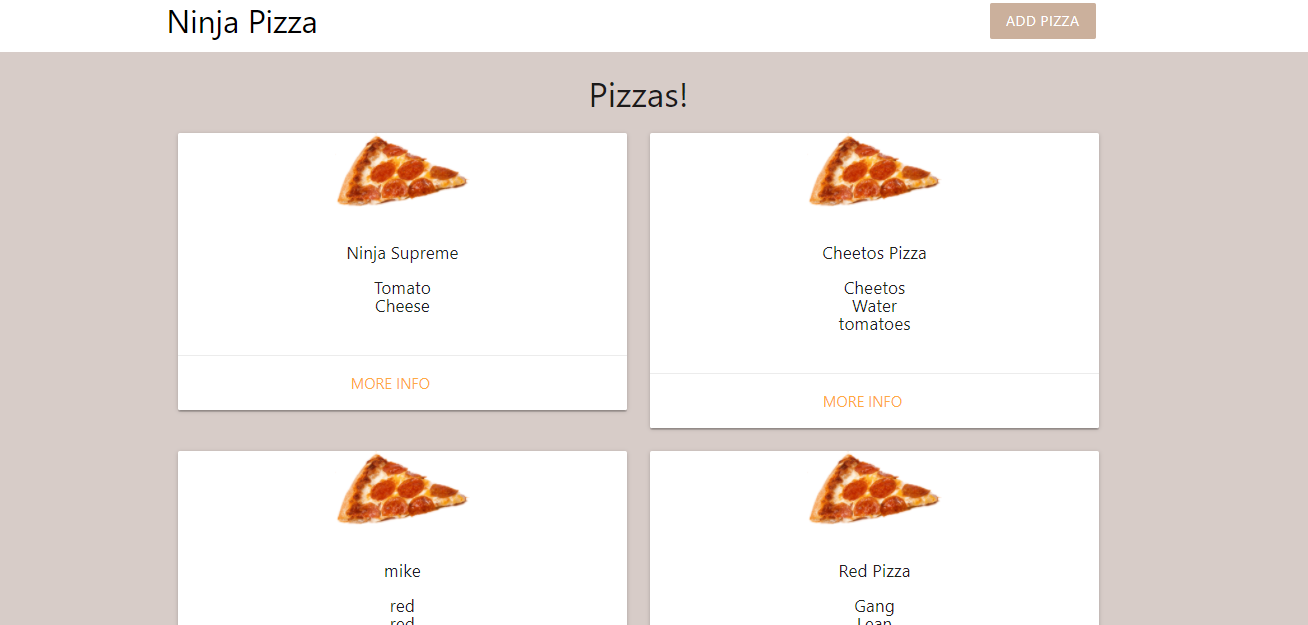 Ninja Pizza
ADD PIZZA
Pizzas!
Ninja Supreme
Tomato
Cheese
MORE INFO
Cheetos Pizza
Cheetos
Water
tomatoes
MORE INFO
mike
red
red
Red Pizza
Gang
Lean